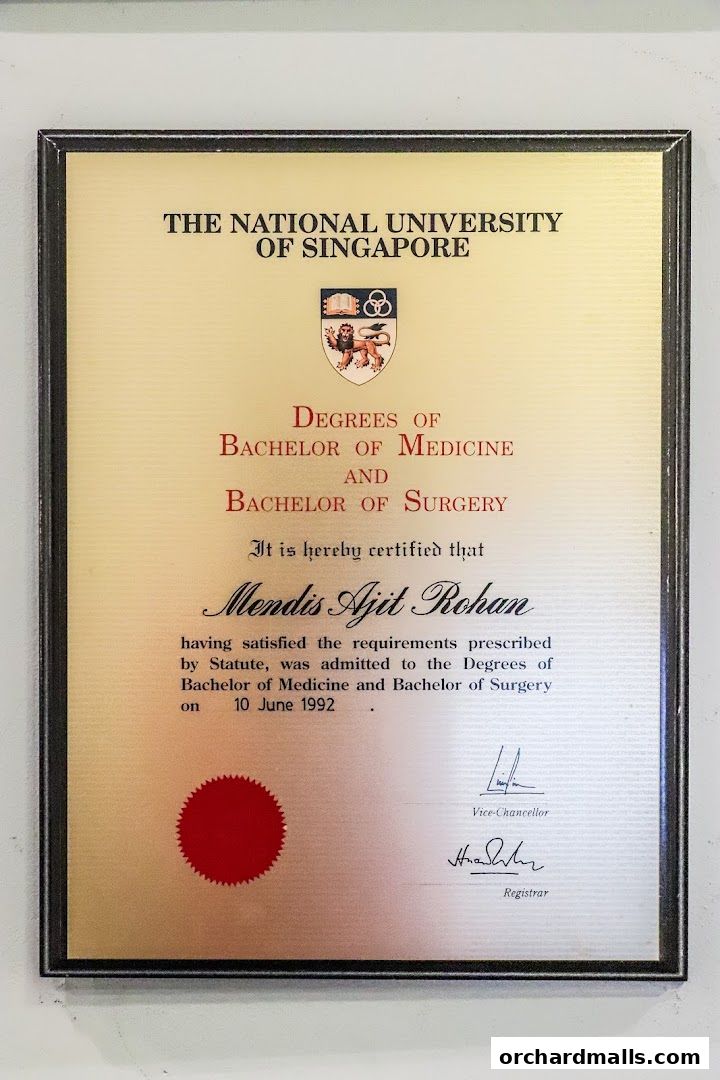 THE NATIONAL UNIVERSITY
OF SINGAPORE
DEGREES OF
BACHELOR OF MEDICINE
AND
BACHELOR OF SURGERY
It is hereby certified that
Mendis Ajit Rohan
having satisfied the requirements prescribed
by Statute, was admitted to the Degrees of
Bachelor of Medicine and Bachelor of Surgery
on 10 June 1992 .
Vice-Chancellor
Registrar
orchardmalls.com